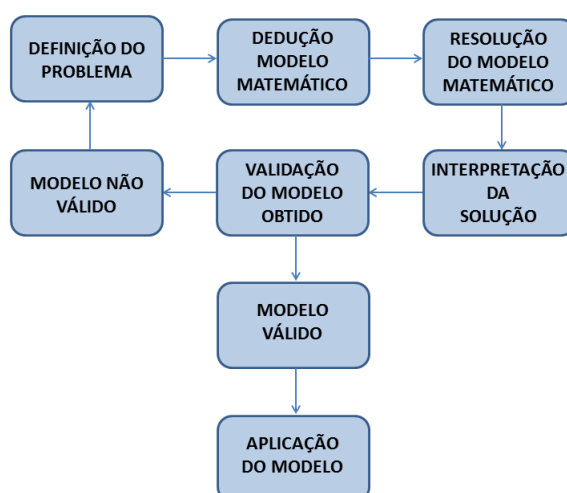 DEFINIÇÃO DO
PROBLEMA
DEDUÇÃO
MODELO
MATEMÁTICO
RESOLUÇÃO
DO MODELO
MATEMÁTICO
MODELO NÃO
VÁLIDO
VALIDAÇÃO
DO MODELO
OBTIDO
INTERPRETAÇÃO
DA
SOLUÇÃO
MODELO
VÁLIDO
APLICAÇÃO
DO MODELO